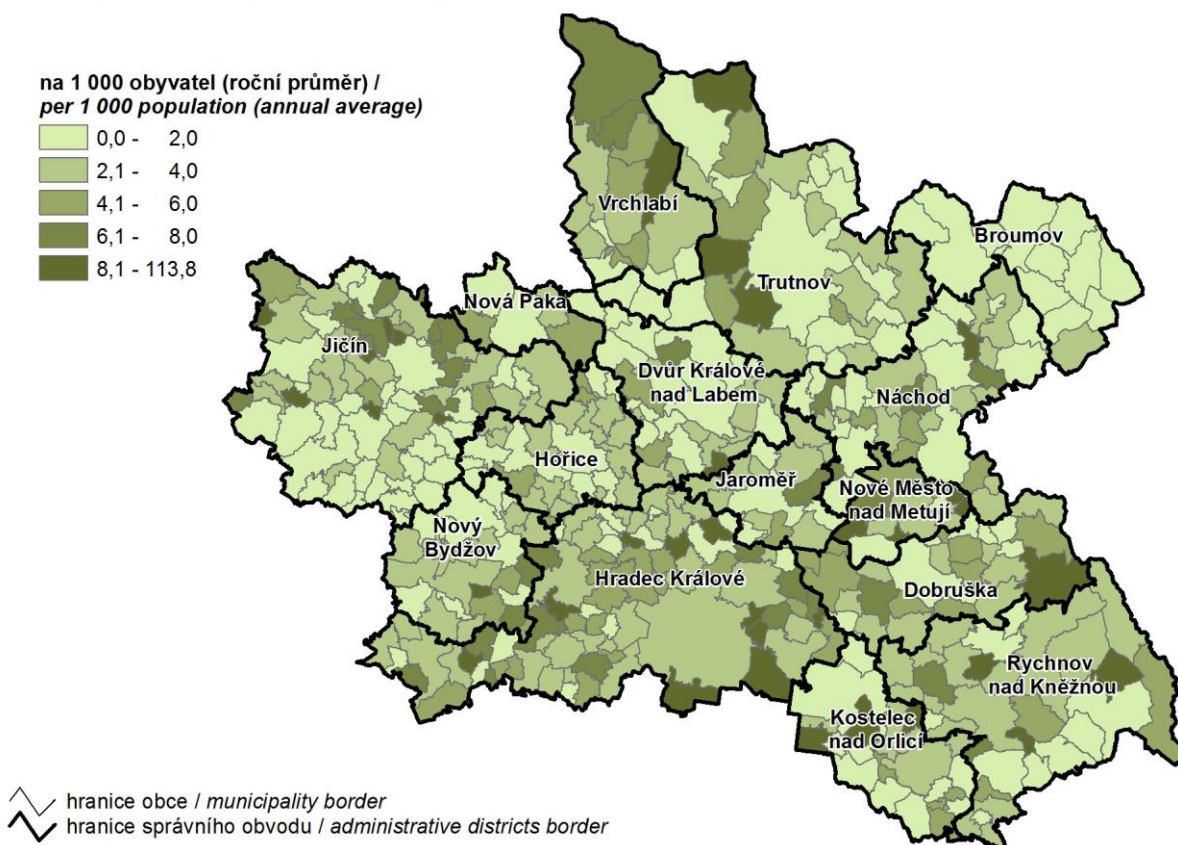 na 1 000 obyvatel (roční průměr) /
per 1 000 population (annual average)
0,0 - 2,0
2,1 - 4,0
4,1 - 6,0
6,1 - 8,0
8,1 - 113,8
Vrchlabí
Broumov
Trutnov
Nová Paka
Jičín
Dvůr Králové
nad Labem
Náchod
Hořice
Jaroměř
Nové Město
nad Metují
Nový
Bydžov
Hradec Králové
Dobruška
Rychnov
nad Kněžnou
Kostelec
nad Orlicí
hranice obce / municipality border
hranice správního obvodu / administrative districts border